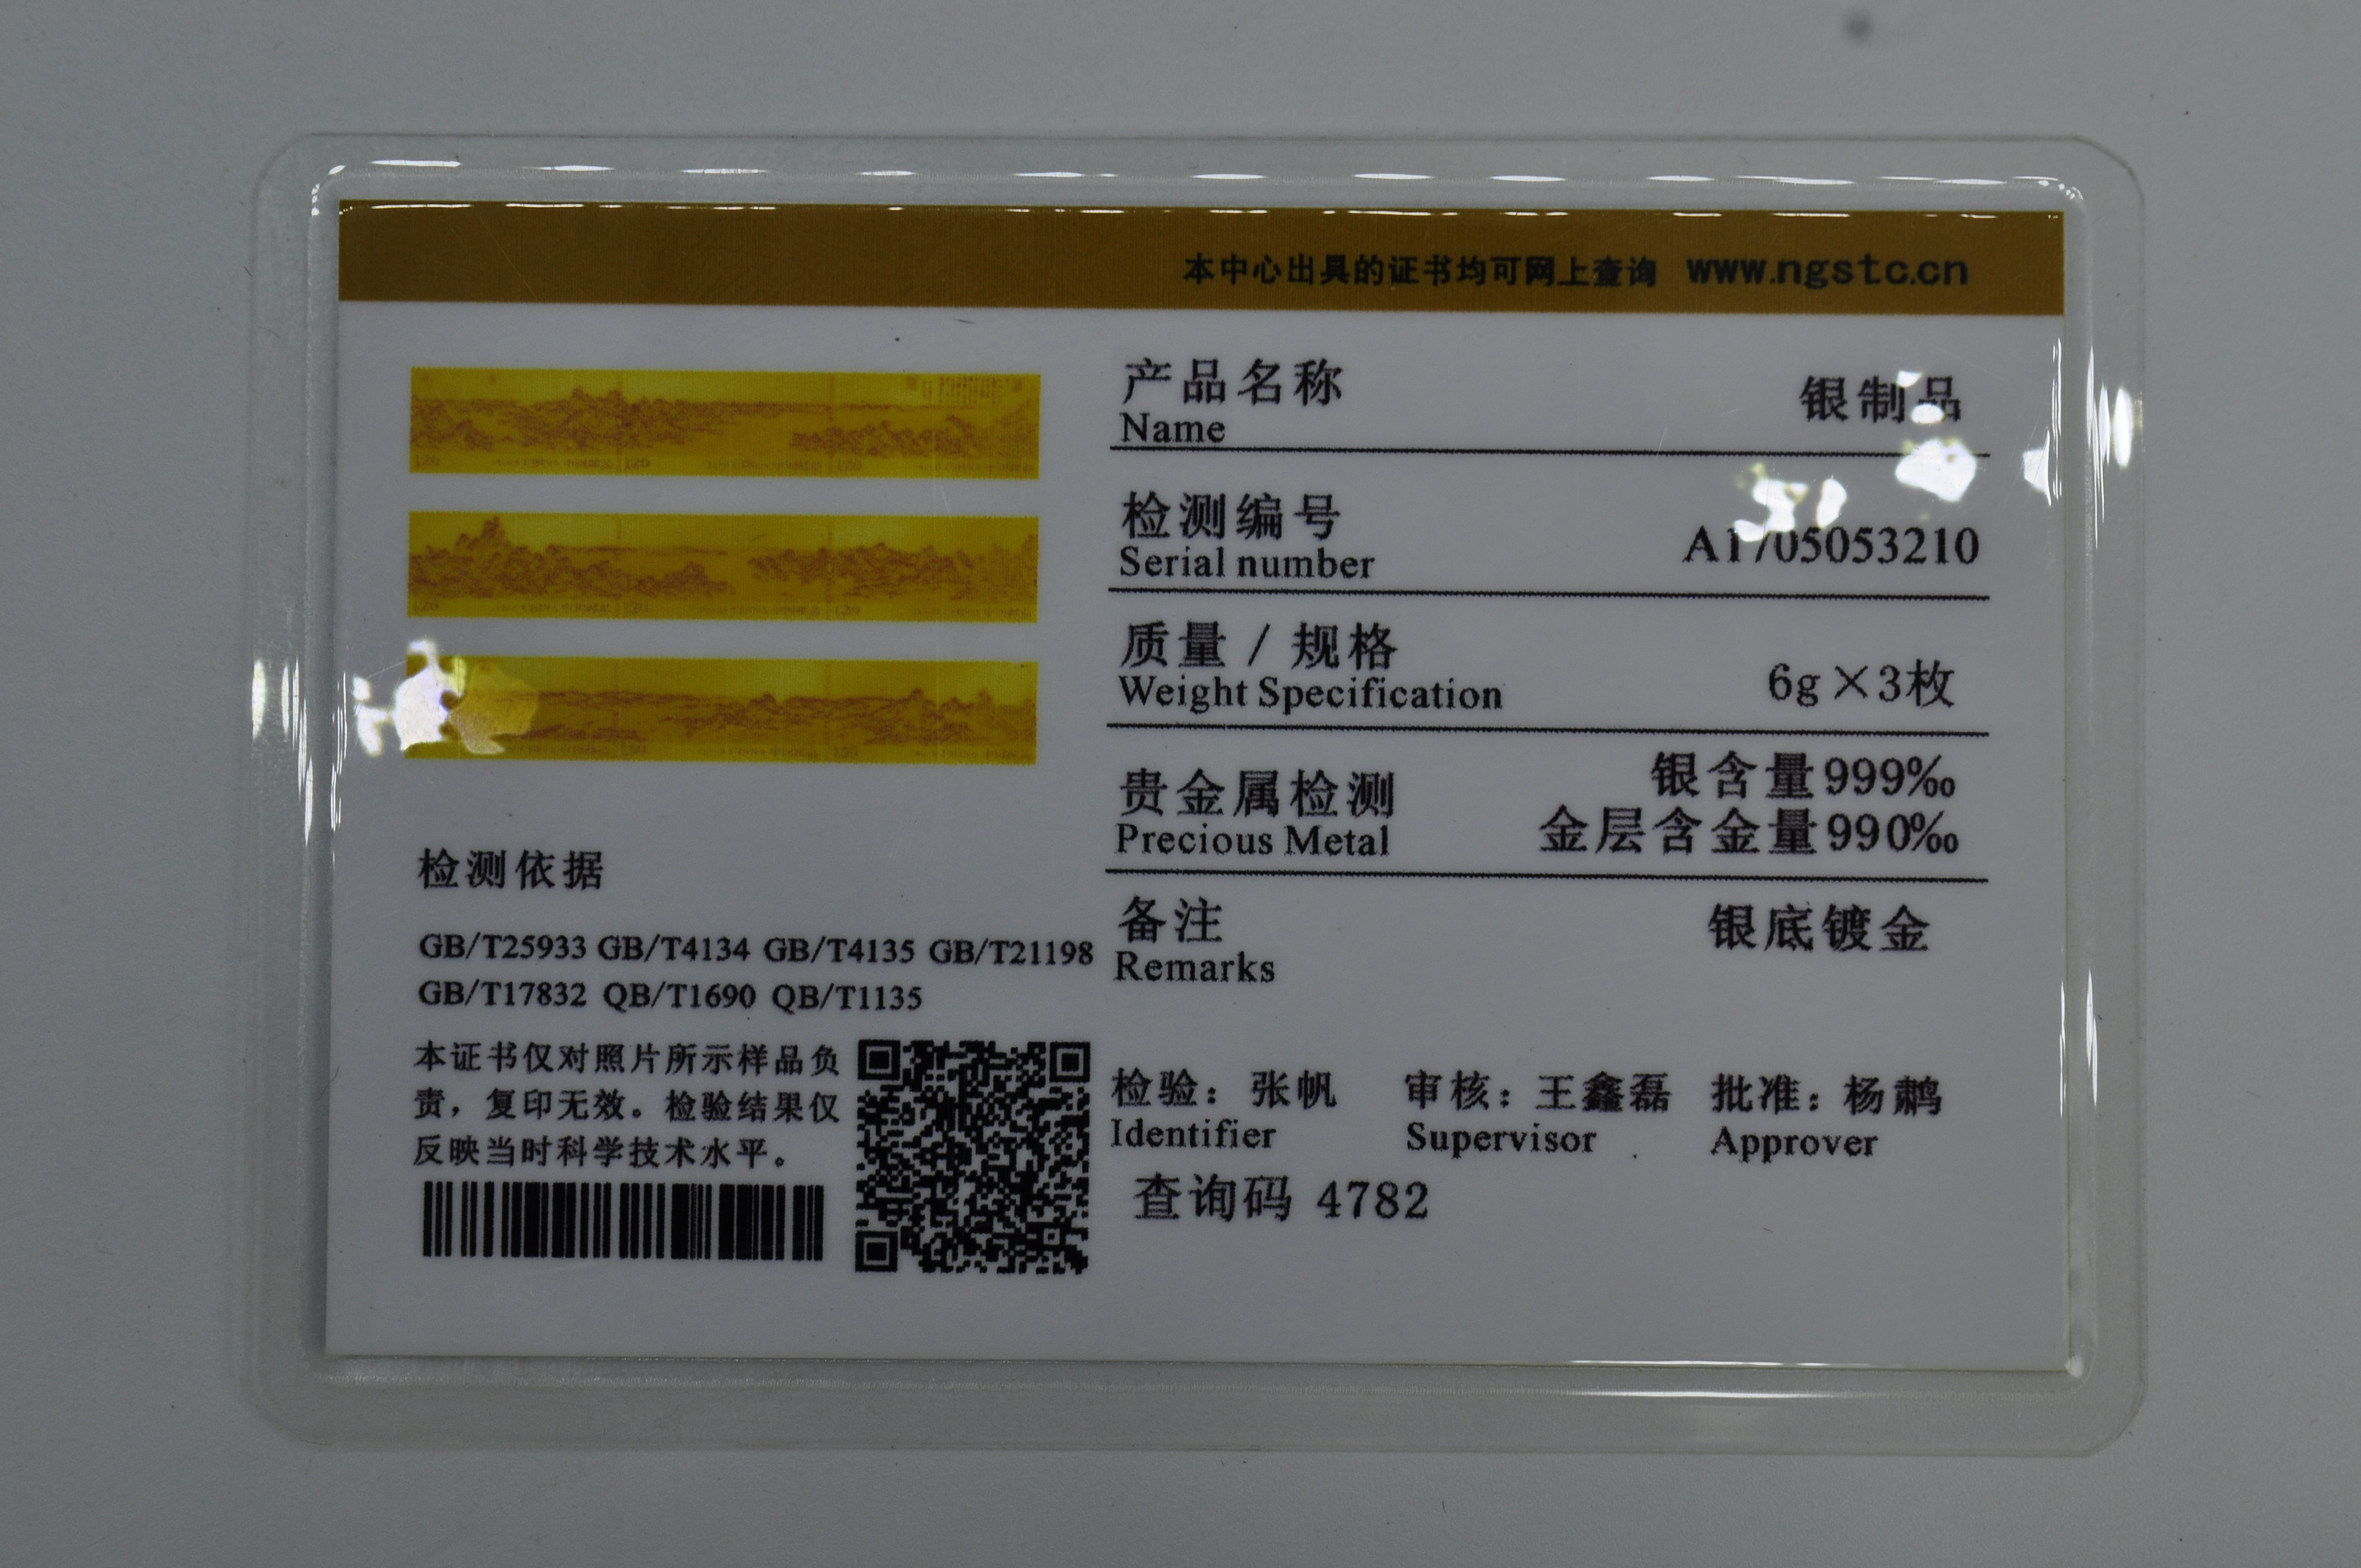 本中心出具的证书均可网上查询 www.ngstc.cn
产品名称 银制品
Name
检测编号
Serial number A1705053210
质量 / 规格
Weight Specification 6g×3枚
贵金属检测 银含量999‰
Precious Metal 金层含金量990‰
备注 银底镀金
Remarks
检测依据
GB/T25933 GB/T4134 GB/T4135 GB/T21198
GB/T17832 QB/T1690 QB/T1135
本证书仅对照片所示样品负
责，复印无效。检验结果仅
反映当时科学技术水平。
检验：张帆 审核：王鑫磊 批准：杨鹔
Identifier Supervisor Approver
查询码 4782